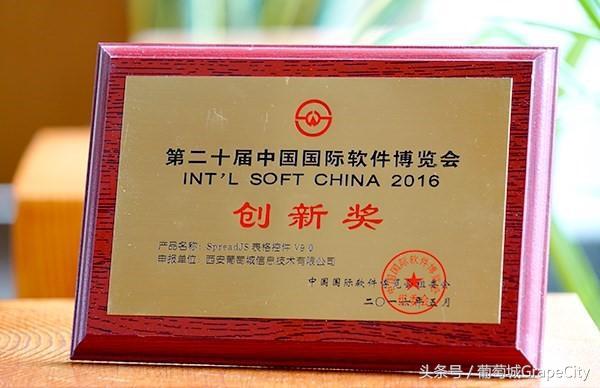 第二十届中国国际软件博览会
INT'L SOFT CHINA 2016
创新奖
产品名称：SpreadJS 表格控件 V9.0
申报单位：西安葡萄城信息技术有限公司
中国国际软件博览会组委会
二〇一六年五月
头条号 / 葡萄城GrapeCity